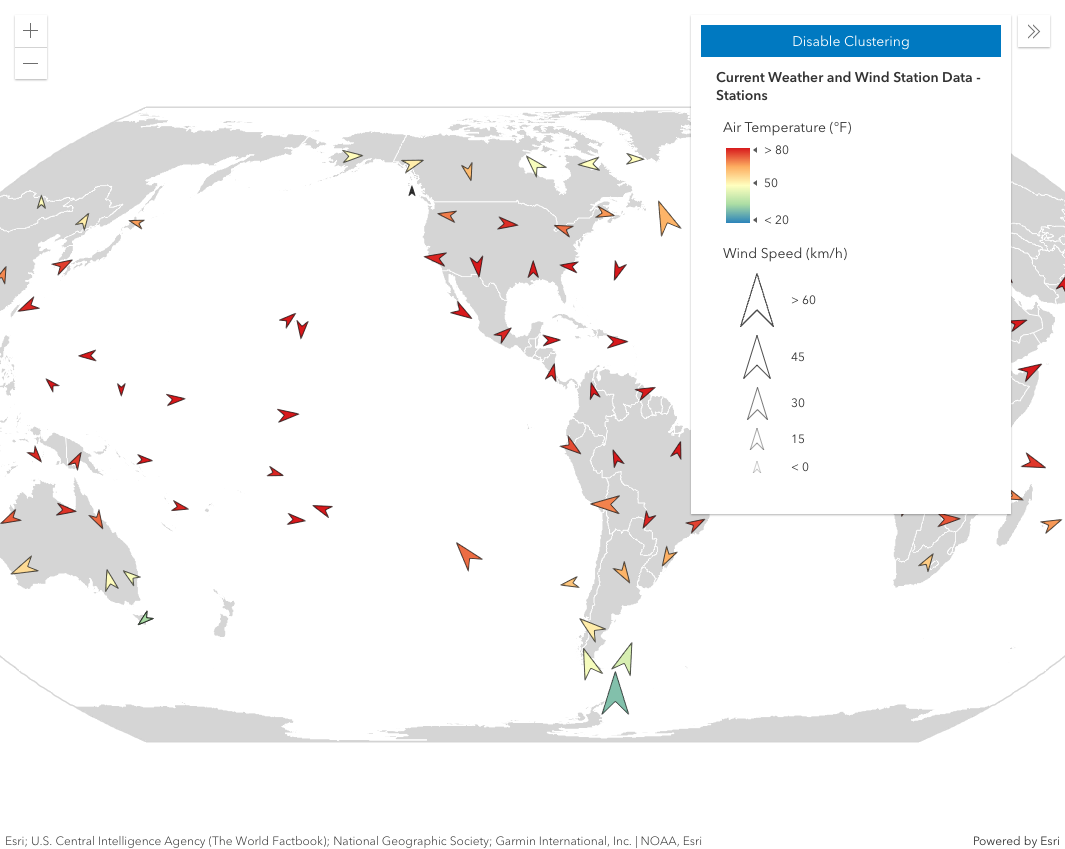 Disable Clustering
Current Weather and Wind Station Data -
Stations
Air Temperature (°F)
> 80
50
< 20
Wind Speed (km/h)
> 60
45
30
15
< 0
Esri; U.S. Central Intelligence Agency (The World Factbook); National Geographic Society; Garmin International, Inc. | NOAA, Esri
Powered by Esri